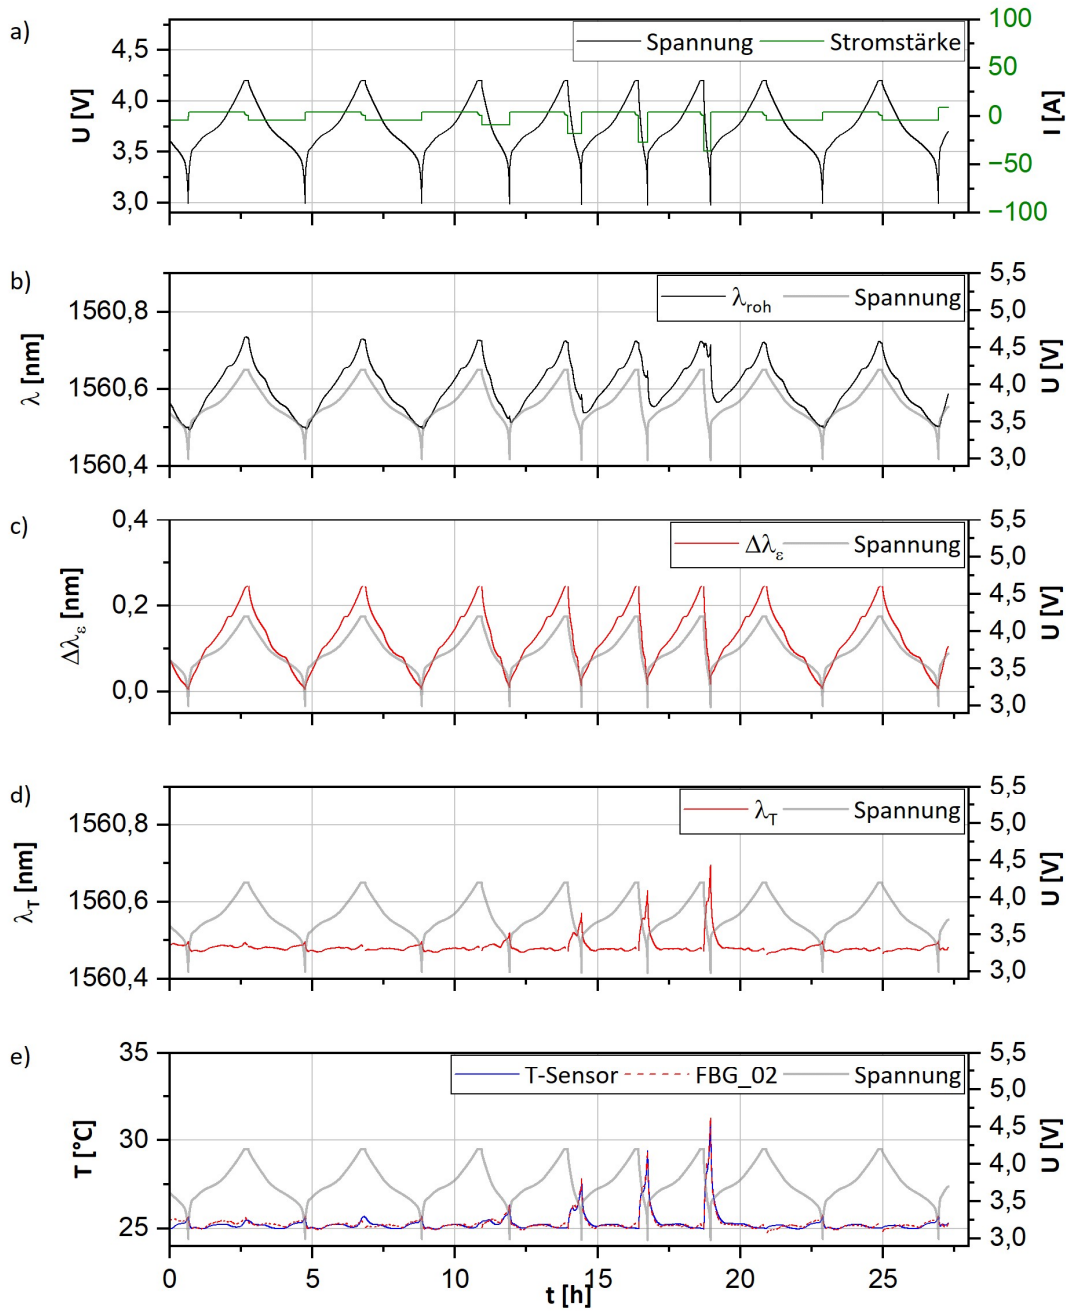 a)
Spannung Stromstärke
U [V]
4,5
4,0
3,5
3,0
I [A]
100
50
0
−50
−100
b)
λroh Spannung
λ [nm]
1560,8
1560,6
1560,4
U [V]
5,5
5,0
4,5
4,0
3,5
3,0
c)
Δλε Spannung
Δλε [nm]
0,4
0,2
0,0
U [V]
5,5
5,0
4,5
4,0
3,5
3,0
d)
λT Spannung
λT [nm]
1560,8
1560,6
1560,4
U [V]
5,5
5,0
4,5
4,0
3,5
3,0
e)
T-Sensor FBG_02 Spannung
T [°C]
35
30
25
U [V]
5,5
5,0
4,5
4,0
3,5
3,0
0 5 10 15 20 25
t [h]